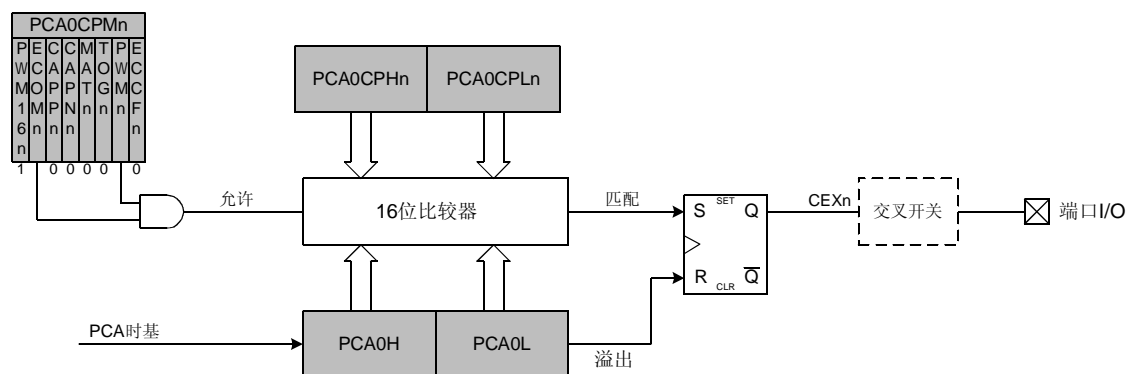 PCA0CPMn
PWM16n
ECOMn
CAPPn
CAPNn
MATn
TOGn
PWMn
ECCFn
1 0 0 0 0 0
PCA0CPHn PCA0CPLn
允许
16位比较器
匹配
S SET Q
R CLR Q̅
CEXn
交叉开关
端口I/O
PCA时基
PCA0H PCA0L
溢出